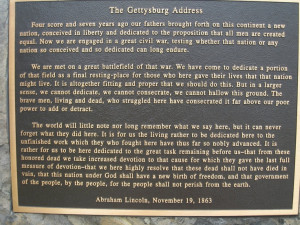 The Gettysburg Address
Four score and seven years ago our fathers brought forth on this continent a new
nation, conceived in liberty and dedicated to the proposition that all men are created
equal. Now we are engaged in a great civil war, testing whether that nation or any
nation so conceived and so dedicated can long endure.
We are met on a great battlefield of that war. We have come to dedicate a portion
of that field as a final resting-place for those who here gave their lives that that nation
might live. It is altogether fitting and proper that we should do this. But in a larger
sense, we cannot dedicate, we cannot consecrate, we cannot hallow this ground. The
brave men, living and dead, who struggled here have consecrated it far above our poor
power to add or detract.
The world will little note nor long remember what we say here, but it can never
forget what they did here. It is for us the living rather to be dedicated here to the
unfinished work which they who fought here have thus far so nobly advanced. It is
rather for us to be here dedicated to the great task remaining before us—that from these
honored dead we take increased devotion to that cause for which they gave the last full
measure of devotion—that we here highly resolve that these dead shall not have died in
vain, that this nation under God shall have a new birth of freedom, and that government
of the people, by the people, for the people shall not perish from the earth.
Abraham Lincoln, November 19, 1863